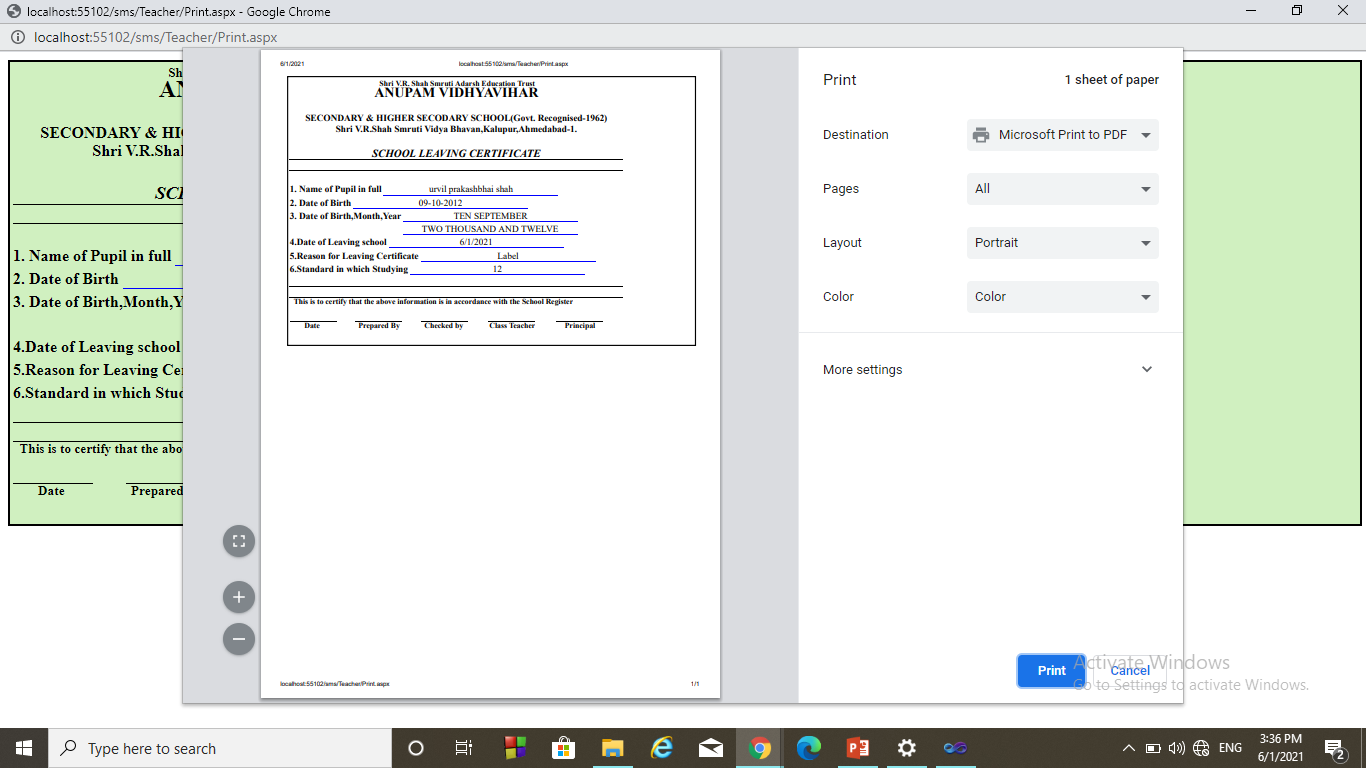 localhost:55102/sms/Teacher/Print.aspx - Google Chrome
localhost:55102/sms/Teacher/Print.aspx
Sh
AN
SECONDARY & HI
Shri V.R.Shal
SC
1. Name of Pupil in full
2. Date of Birth
3. Date of Birth,Month,Y
4.Date of Leaving school
5.Reason for Leaving Ce
6.Standard in which Stud
This is to certify that the abo
Date Prepared
6/1/2021 localhost:55102/sms/Teacher/Print.aspx
Shri V.R. Shah Smruti Adarsh Education Trust
ANUPAM VIDHYAVIHAR
SECONDARY & HIGHER SECODARY SCHOOL(Govt. Recognised-1962)
Shri V.R.Shah Smruti Vidya Bhavan,Kalupur,Ahmedabad-1.
SCHOOL LEAVING CERTIFICATE
1. Name of Pupil in full urvil prakashbhai shah
2. Date of Birth 09-10-2012
3. Date of Birth,Month,Year TEN SEPTEMBER
TWO THOUSAND AND TWELVE
4.Date of Leaving school 6/1/2021
5.Reason for Leaving Certificate Label
6.Standard in which Studying 12
This is to certify that the above information is in accordance with the School Register
Date Prepared By Checked by Class Teacher Principal
localhost:55102/sms/Teacher/Print.aspx 1/1
Print 1 sheet of paper
Destination Microsoft Print to PDF
Pages All
Layout Portrait
Color Color
More settings
Print Cancel
Activate Windows
Go to Settings to activate Windows.
Type here to search
ENG
3:36 PM
6/1/2021
2